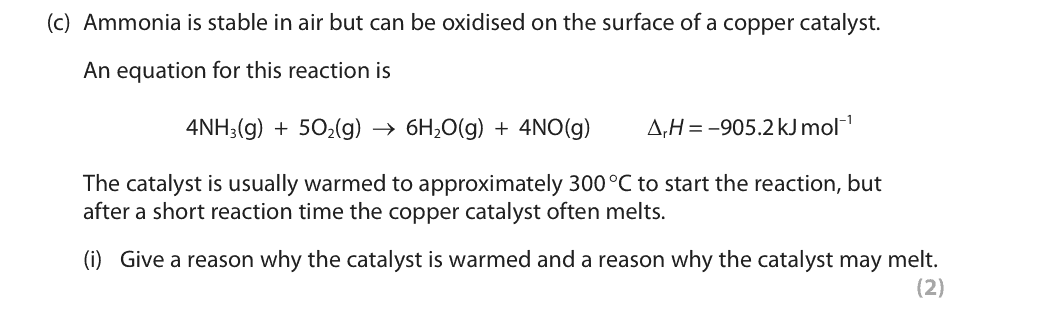 (c) Ammonia is stable in air but can be oxidised on the surface of a copper catalyst.
An equation for this reaction is
4NH₃(g) + 5O₂(g) → 6H₂O(g) + 4NO(g) ΔᵣH = –905.2 kJ mol⁻¹
The catalyst is usually warmed to approximately 300 °C to start the reaction, but
after a short reaction time the copper catalyst often melts.
(i) Give a reason why the catalyst is warmed and a reason why the catalyst may melt.
(2)